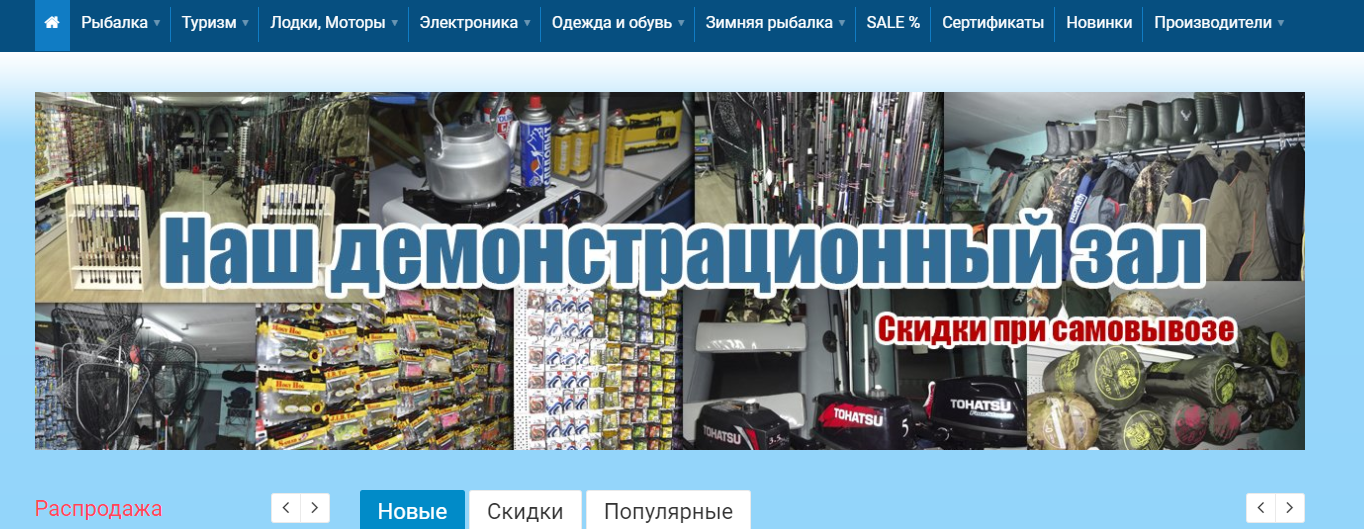 Рыбалка Туризм Лодки, Моторы Электроника Одежда и обувь Зимняя рыбалка SALE % Сертификаты Новинки Производители
Наш демонстрационный зал
Скидки при самовывозе
TOHATSU
TOHATSU 5
TOHATSU
Распродажа Новые Скидки Популярные